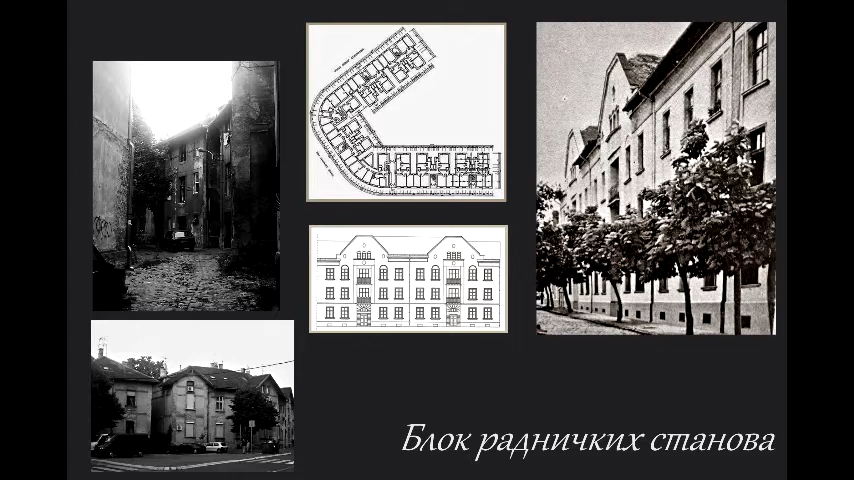 Блок радничких станова